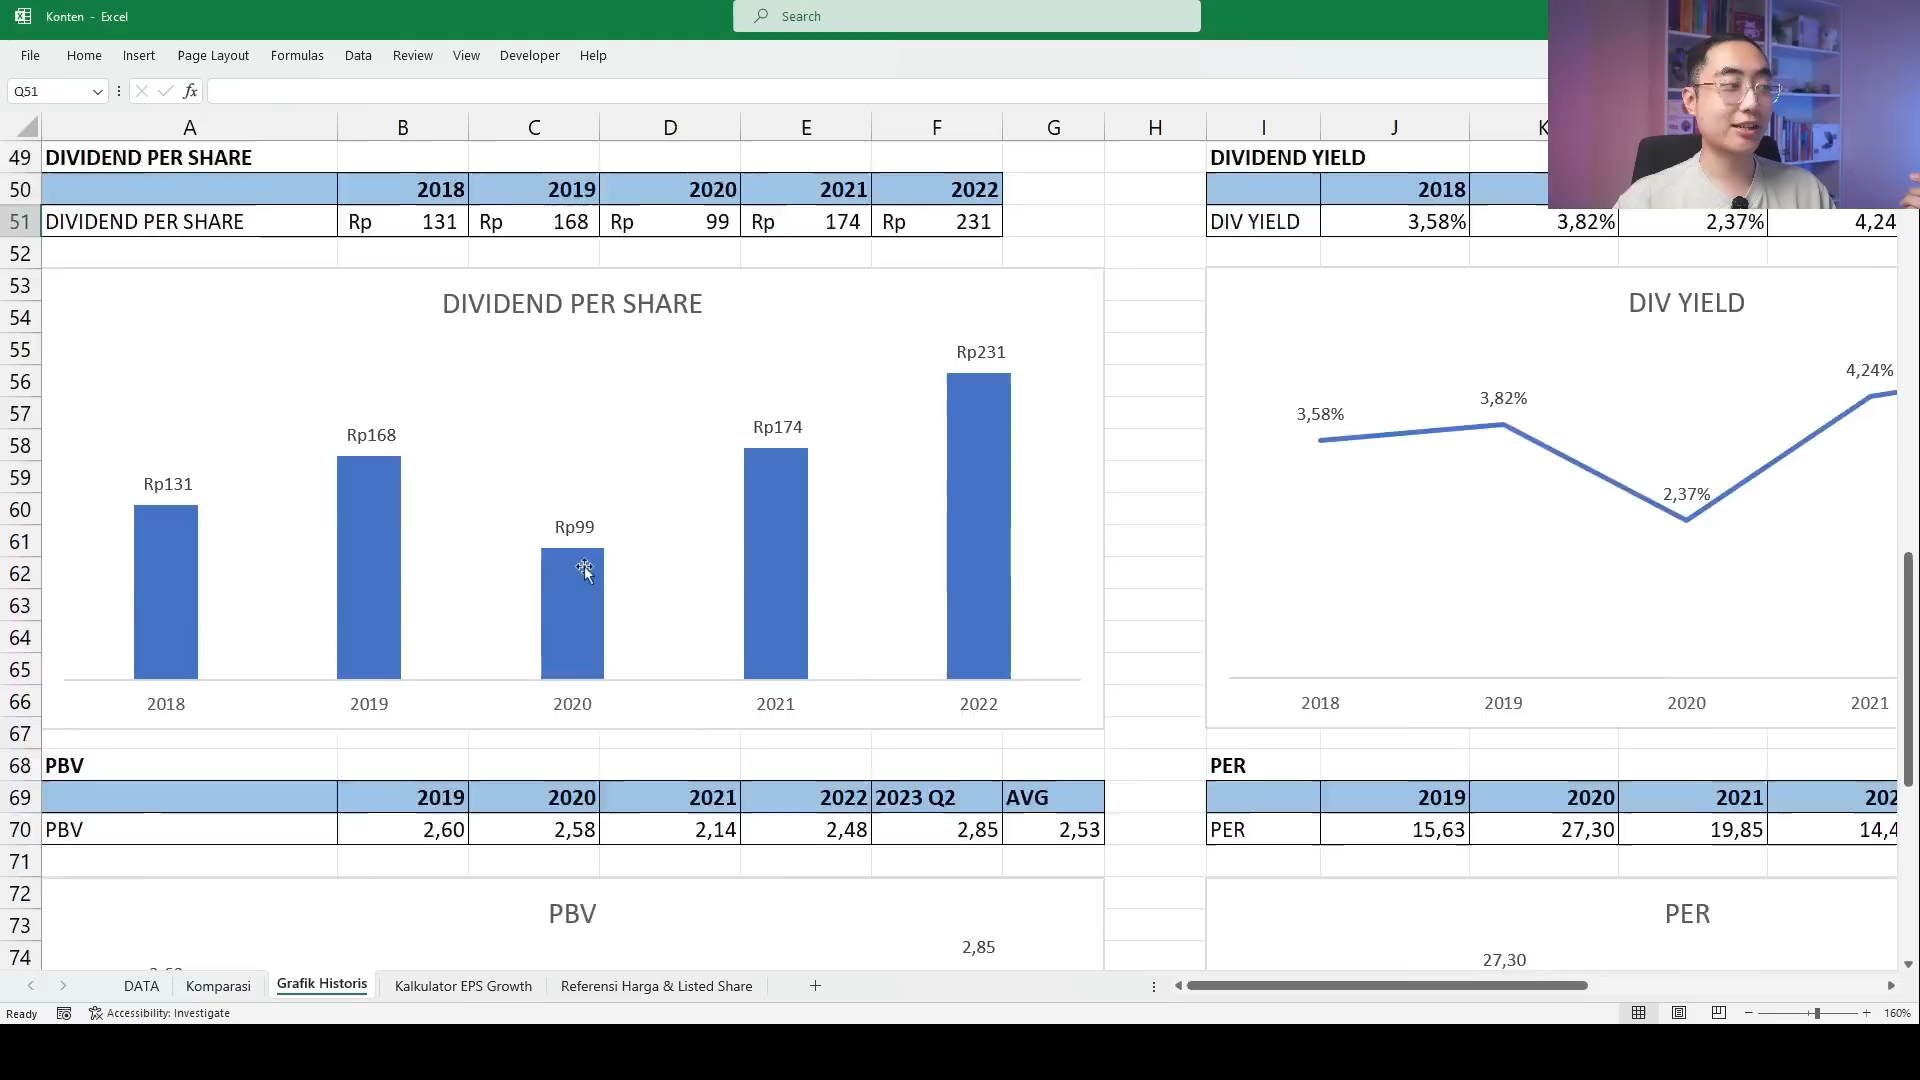 Konten - Excel
Search
File Home Insert Page Layout Formulas Data Review View Developer Help
Q51 fx
A B C D E F G H I J K
49 DIVIDEND PER SHARE DIVIDEND YIELD
50 2018 2019 2020 2021 2022 2018
51 DIVIDEND PER SHARE Rp 131 Rp 168 Rp 99 Rp 174 Rp 231 DIV YIELD 3,58% 3,82% 2,37% 4,24
52
53
DIVIDEND PER SHARE DIV YIELD
54
55
Rp231
56
4,24%
57
3,82%
3,58%
58
Rp168 Rp174
59
Rp131
60
2,37%
61
Rp99
62
63
64
65
66
2018 2019 2020 2021 2022 2018 2019 2020 2021
67
68 PBV PER
69 2019 2020 2021 2022 2023 Q2 AVG 2019 2020 2021 202
70 PBV 2,60 2,58 2,14 2,48 2,85 2,53 PER 15,63 27,30 19,85 14,4
71
72
PBV PER
73
74
2,85 27,30
DATA Komparasi Grafik Historis Kalkulator EPS Growth Referensi Harga & Listed Share
Ready Accessibility: Investigate 160%